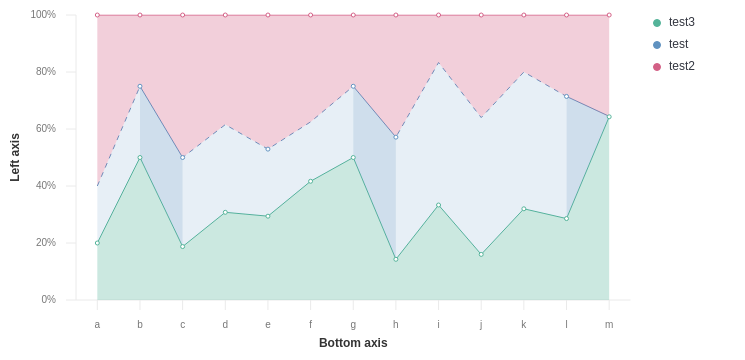 100%
80%
60%
40%
20%
0%
Left axis
a b c d e f g h i j k l m
Bottom axis
test3
test
test2